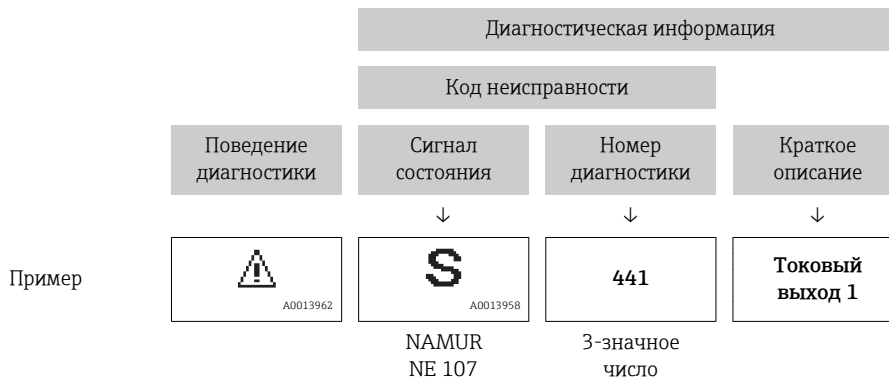 Диагностическая информация
Код неисправности
Поведение
диагностики
Сигнал
состояния
Номер
диагностики
Краткое
описание
↓
↓
↓
Пример
A0013962
S
A0013958
441
Токовый
выход 1
NAMUR
NE 107
3-значное
число